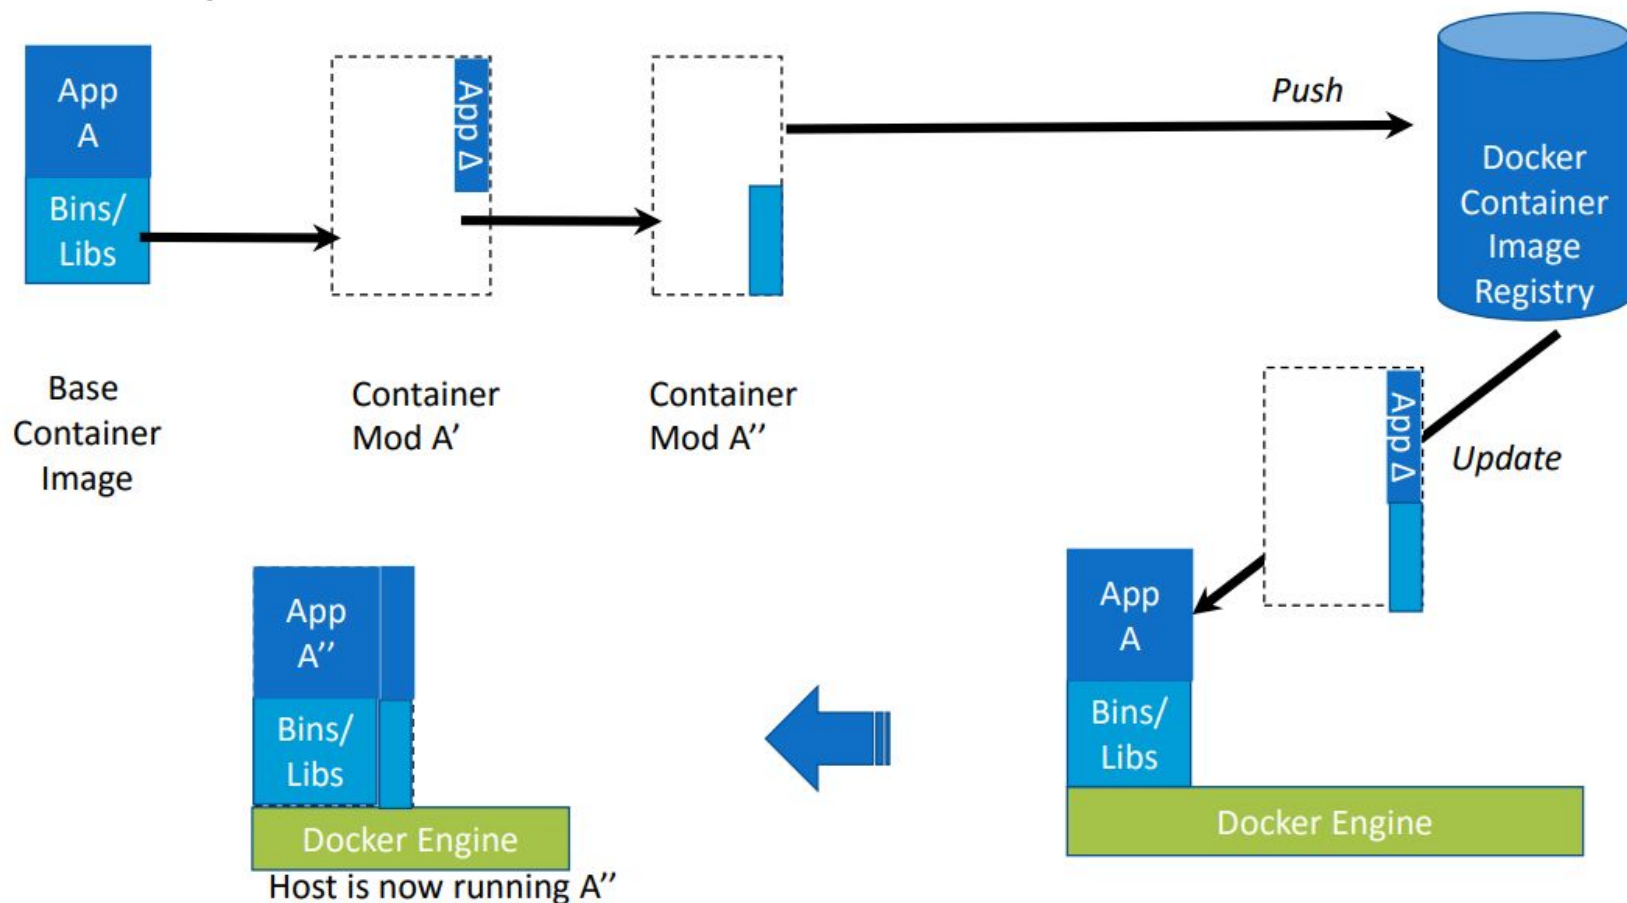 App
A
Bins/
Libs
App Δ
Push
Docker
Container
Image
Registry
Base
Container
Image
Container
Mod A’
Container
Mod A’’
App Δ
Update
App
A
Bins/
Libs
Docker Engine
App
A’’
Bins/
Libs
Docker Engine
Host is now running A’’